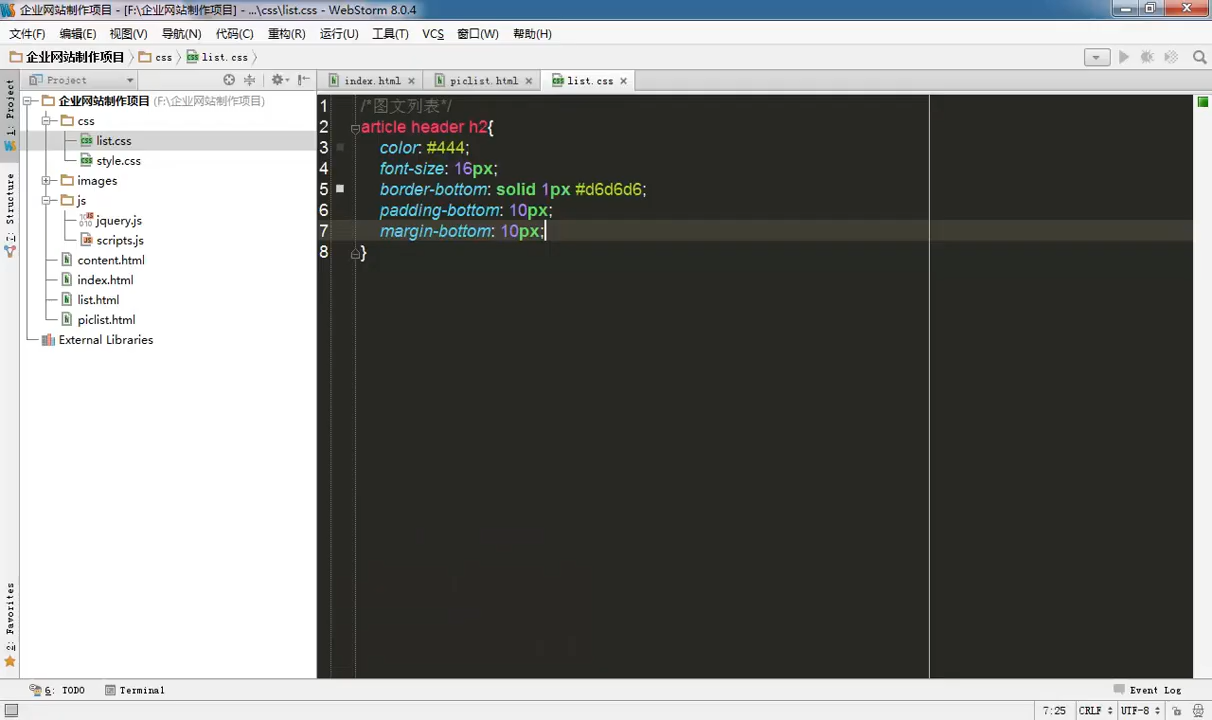 企业网站制作项目 - [F:\企业网站制作项目] - ...\css\list.css - WebStorm 8.0.4
文件(F) 编辑(E) 视图(V) 导航(N) 代码(C) 重构(R) 运行(U) 工具(T) VCS 窗口(W) 帮助(H)
企业网站制作项目 css list.css
Project
index.html piclist.html list.css
企业网站制作项目 (F:\企业网站制作项目)
css
list.css
style.css
images
js
jquery.js
scripts.js
content.html
index.html
list.html
piclist.html
External Libraries
1: Project
7: Structure
2: Favorites
1 /*图文列表*/
2 article header h2{
3 color: #444;
4 font-size: 16px;
5 border-bottom: solid 1px #d6d6d6;
6 padding-bottom: 10px;
7 margin-bottom: 10px;
8 }
6: TODO Terminal Event Log
7:25 CRLF UTF-8